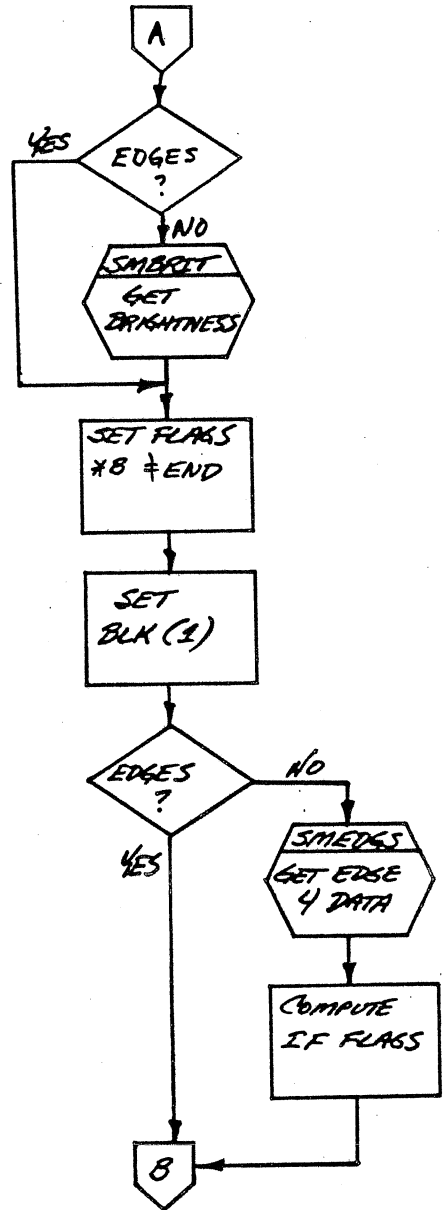 A
YES
EDGES
?
NO
SMBRIT
GET
BRIGHTNESS
SET FLAGS
*8 ≠ END
SET
BLK (1)
EDGES
?
NO
YES
SMEDGS
GET EDGE
4 DATA
COMPUTE
IF FLAGS
B